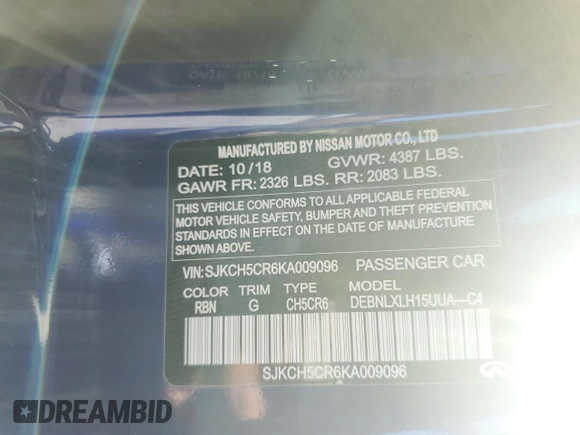 MANUFACTURED BY NISSAN MOTOR CO., LTD
DATE: 10/18 GVWR: 4387 LBS.
GAWR FR: 2326 LBS. RR: 2083 LBS.
THIS VEHICLE CONFORMS TO ALL APPLICABLE FEDERAL
MOTOR VEHICLE SAFETY, BUMPER AND THEFT PREVENTION
STANDARDS IN EFFECT ON THE DATE OF MANUFACTURE
SHOWN ABOVE.
VIN:SJKCH5CR6KA009096 PASSENGER CAR
COLOR TRIM TYPE MODEL
RBN G CH5CR6 DEBNLXLH15UUA—C4
SJKCH5CR6KA009096
DREAMBID